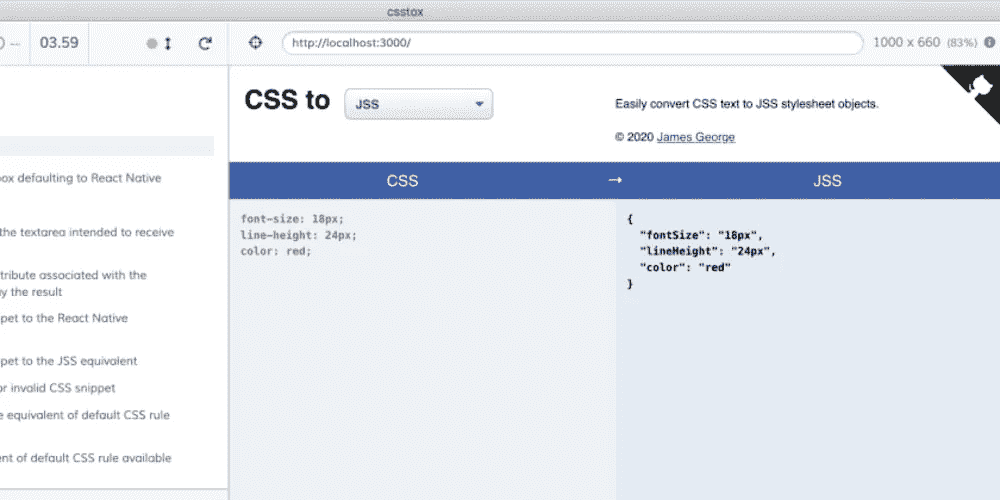 csstox
-- 03.59
http://localhost:3000/
1000 x 660 (83%)
CSS to
JSS
Easily convert CSS text to JSS stylesheet objects.
© 2020 James George
CSS → JSS
ox defaulting to React Native
the textarea intended to receive
tribute associated with the
y the result
pet to the React Native
pet to the JSS equivalent
or invalid CSS snippet
e equivalent of default CSS rule
ent of default CSS rule available
font-size: 18px;
line-height: 24px;
color: red;
{
"fontSize": "18px",
"lineHeight": "24px",
"color": "red"
}